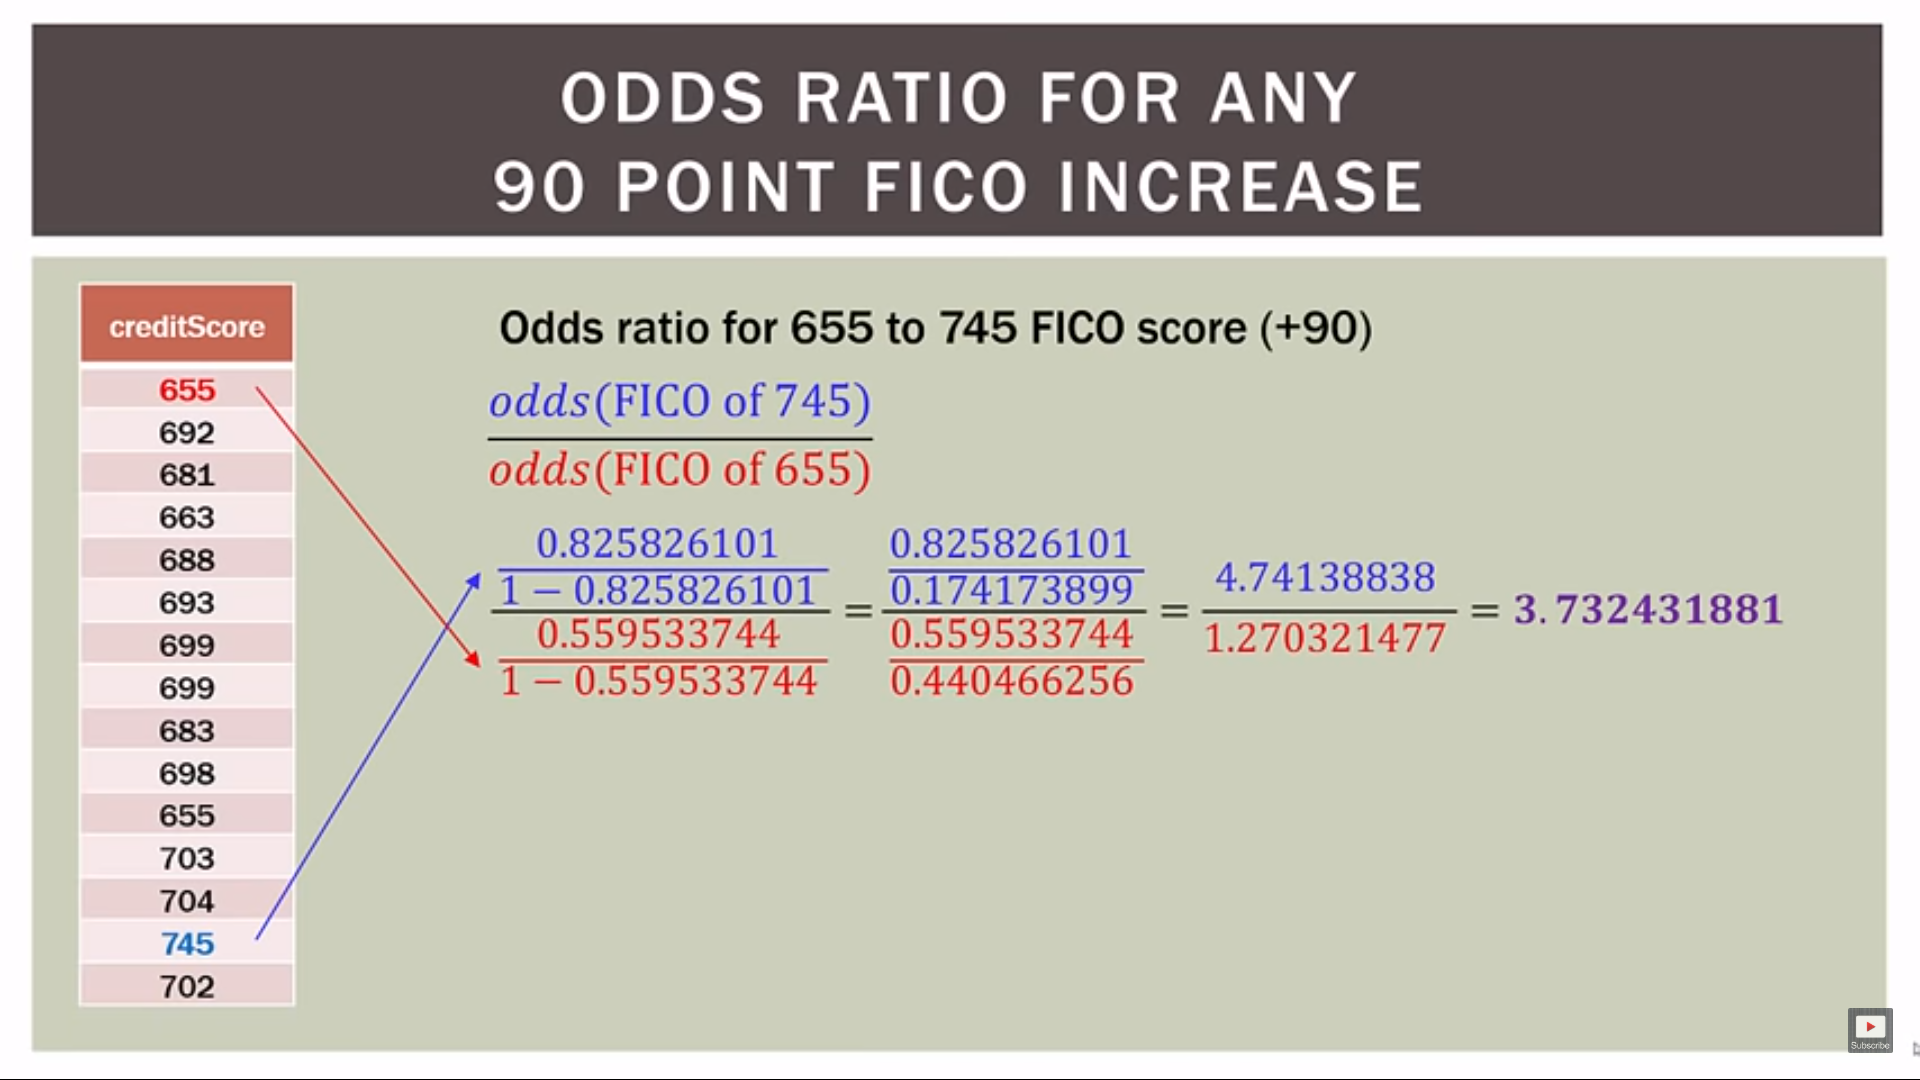 ODDS RATIO FOR ANY
90 POINT FICO INCREASE
creditScore
655
692
681
663
688
693
699
699
683
698
655
703
704
745
702
Odds ratio for 655 to 745 FICO score (+90)
odds(FICO of 745)
odds(FICO of 655)
0.825826101
1 − 0.825826101
0.559533744
1 − 0.559533744
=
0.825826101
0.174173899
0.559533744
0.440466256
=
4.74138838
1.270321477
= 3.732431881
Subscribe